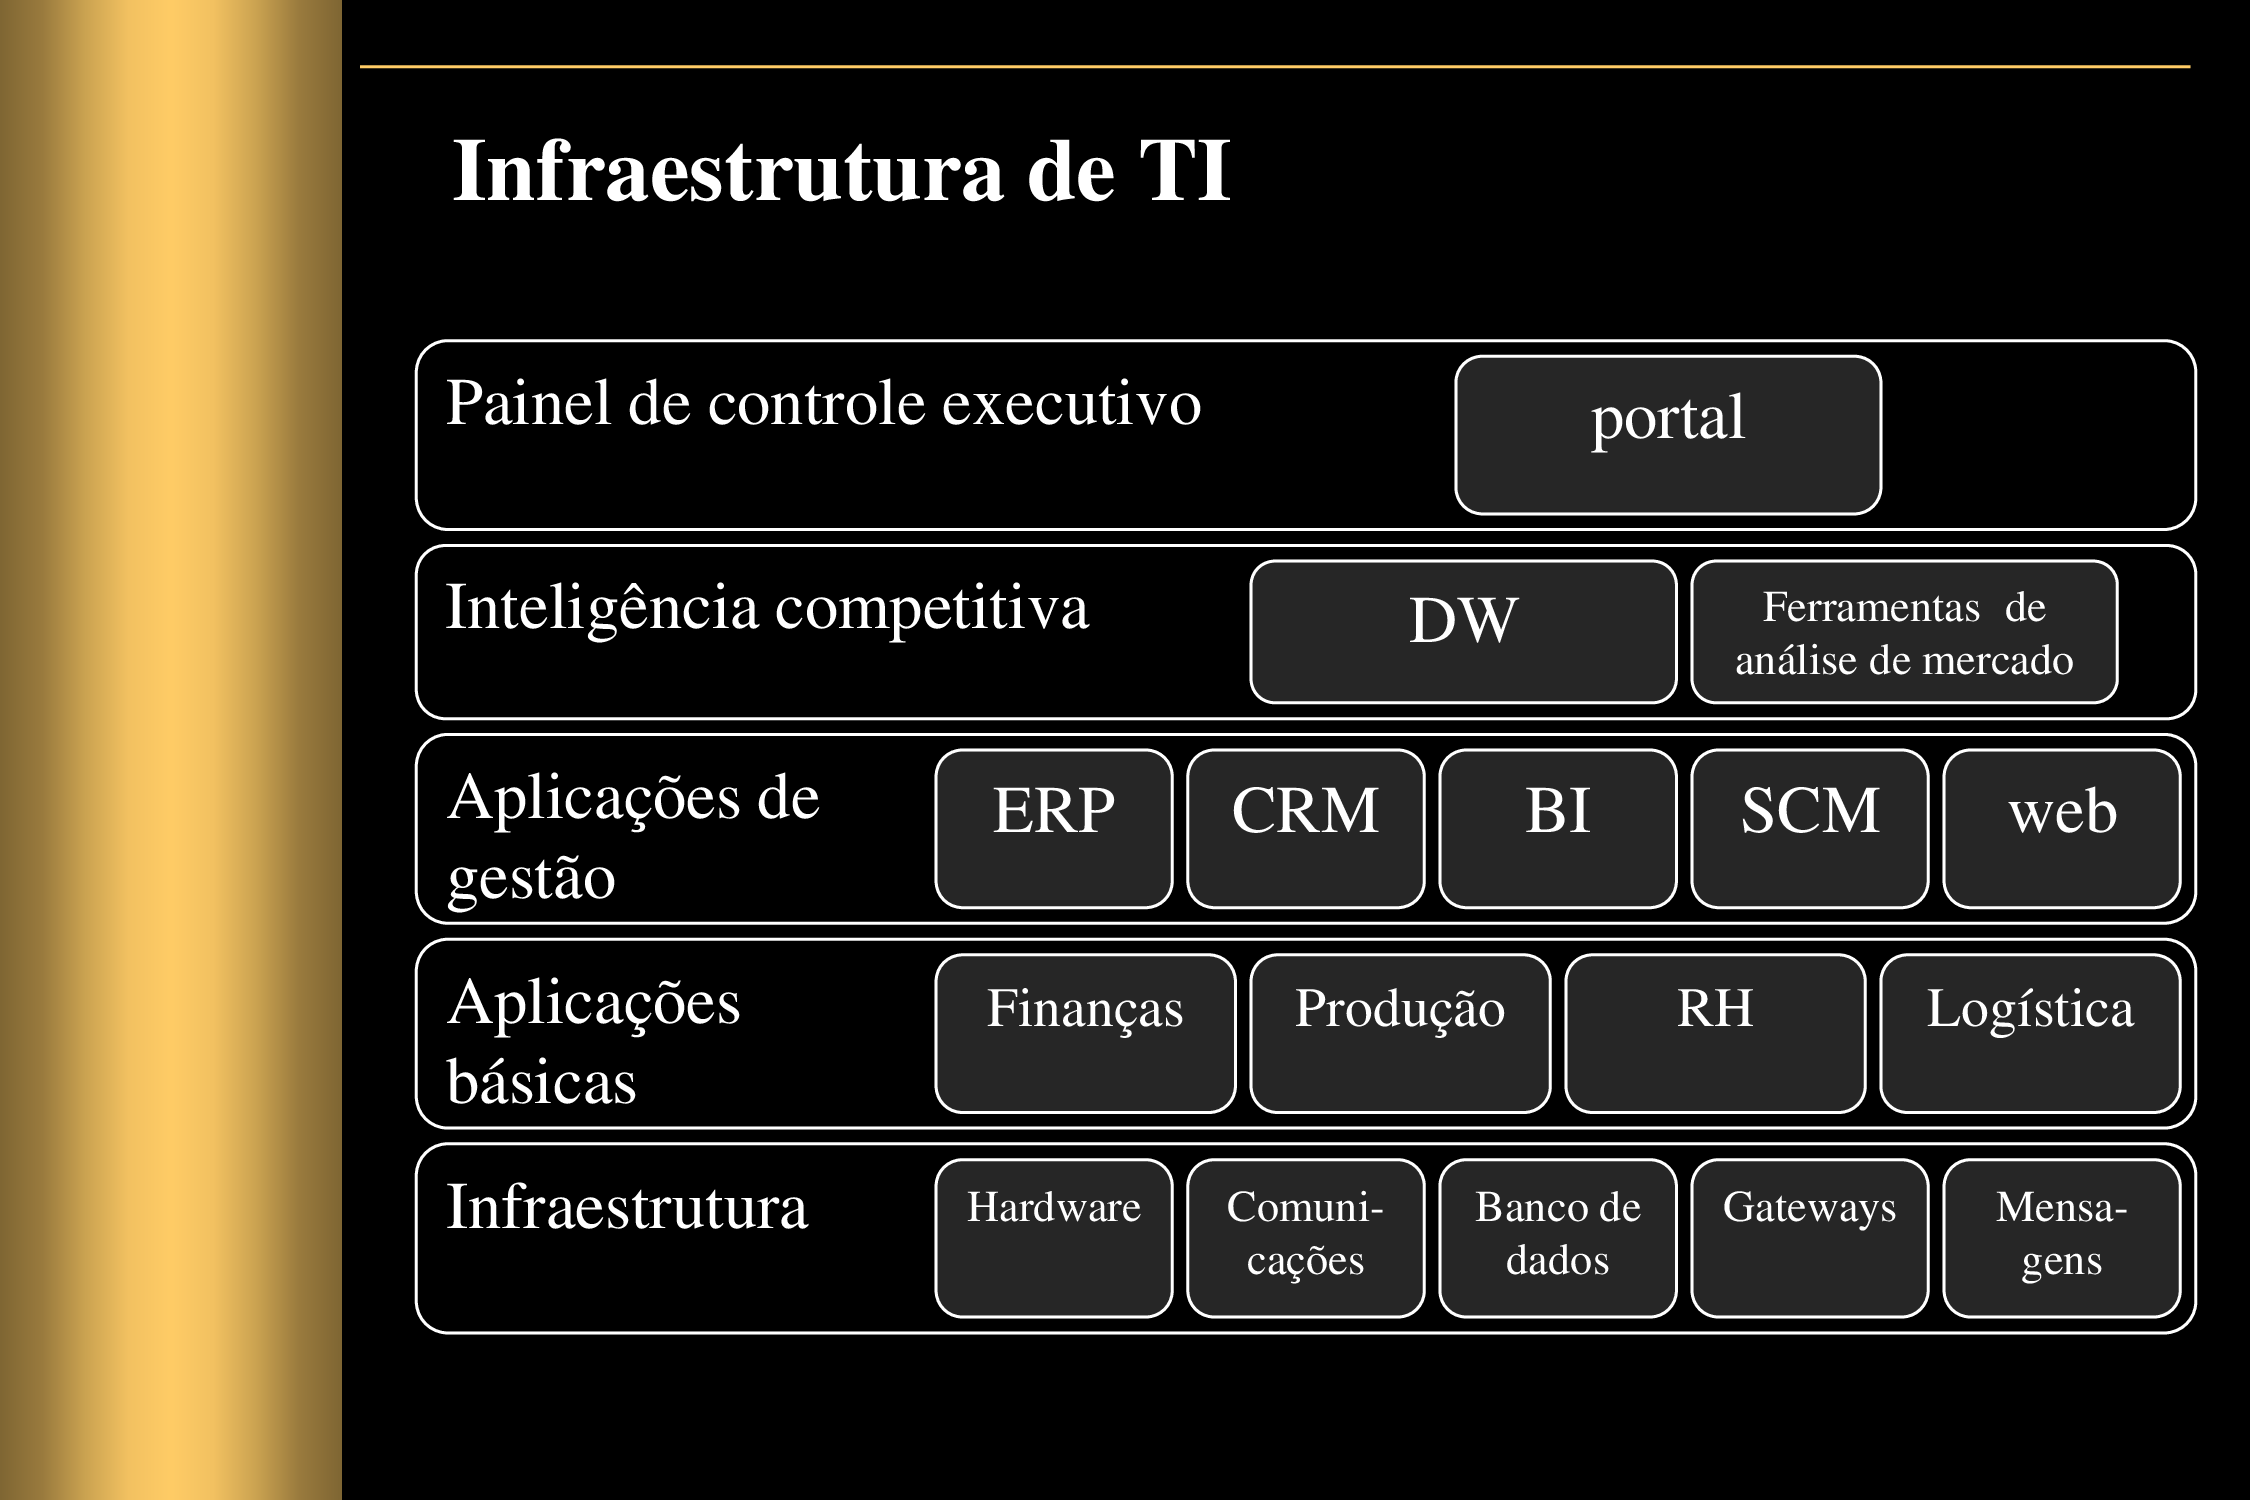 Infraestrutura de TI
Painel de controle executivo
portal
Inteligência competitiva
DW
Ferramentas de
análise de mercado
Aplicações de
gestão
ERP
CRM
BI
SCM
web
Aplicações
básicas
Finanças
Produção
RH
Logística
Infraestrutura
Hardware
Comuni-
cações
Banco de
dados
Gateways
Mensa-
gens